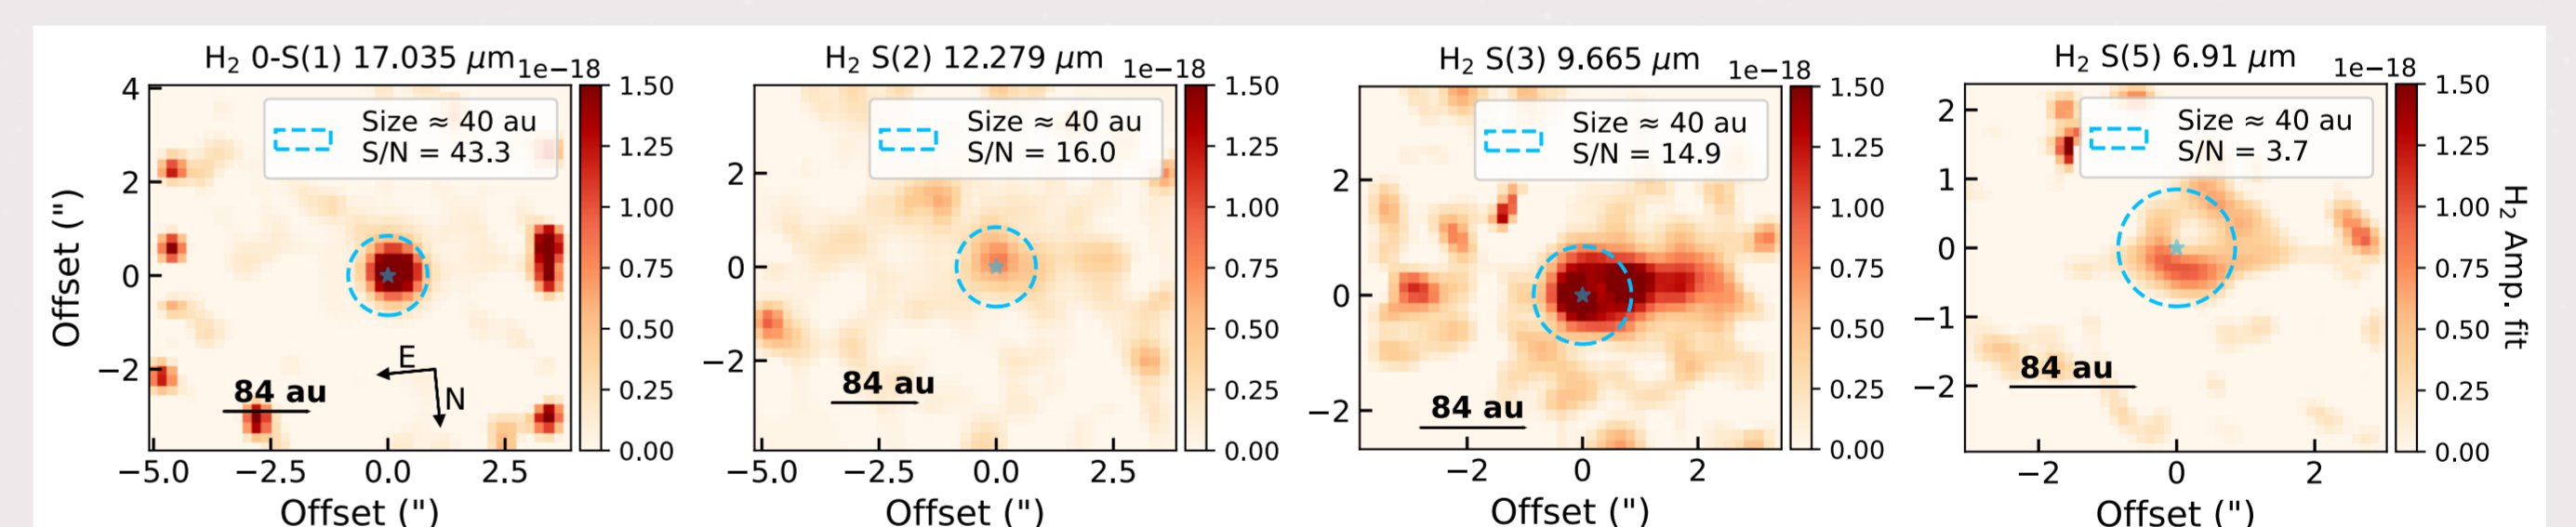 H₂ 0-S(1) 17.035 μm
1e−18
Size ≈ 40 au
S/N = 43.3
Offset (")
4
2
0
−2
E
N
84 au
−5.0 −2.5 0.0 2.5
Offset (")
1.50
1.25
1.00
0.75
0.50
0.25
0.00
H₂ S(2) 12.279 μm
1e−18
Size ≈ 40 au
S/N = 16.0
2
0
−2
84 au
−5.0 −2.5 0.0 2.5
Offset (")
1.50
1.25
1.00
0.75
0.50
0.25
0.00
H₂ S(3) 9.665 μm
1e−18
Size ≈ 40 au
S/N = 14.9
2
0
−2
84 au
−2 0 2
Offset (")
1.50
1.25
1.00
0.75
0.50
0.25
0.00
H₂ S(5) 6.91 μm
1e−18
Size ≈ 40 au
S/N = 3.7
2
1
0
−1
−2
84 au
−2 0 2
Offset (")
1.50
1.25
1.00
0.75
0.50
0.25
0.00
H₂ Amp. fit